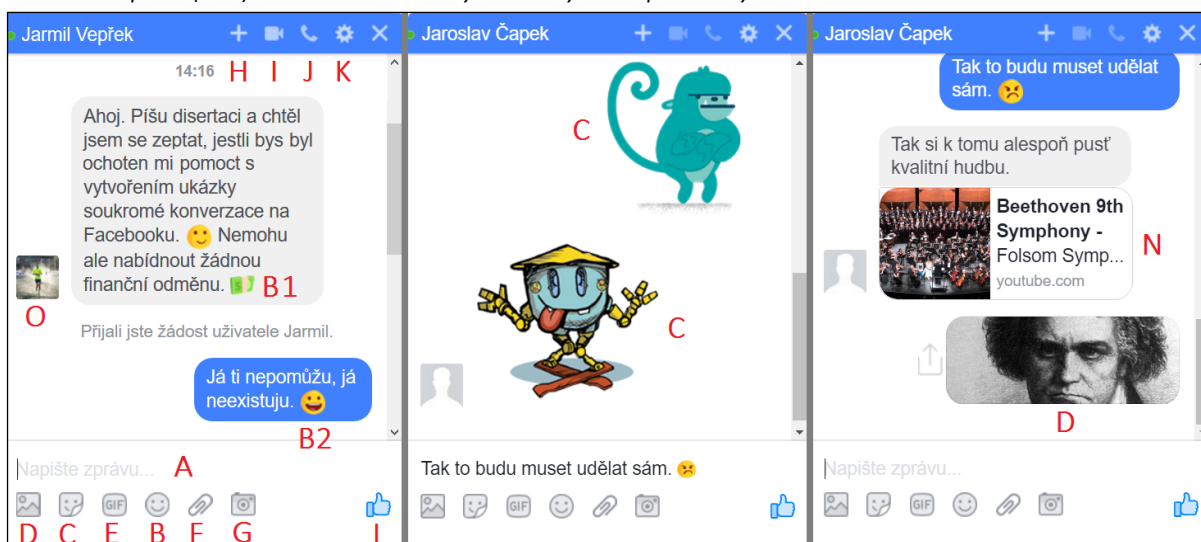 Jarmil Vepřek
14:16
H I J K
Ahoj. Píšu disertaci a chtěl
jsem se zeptat, jestli bys byl
ochoten mi pomoct s
vytvořením ukázky
soukromé konverzace na
Facebooku. Nemohu
ale nabídnout žádnou
finanční odměnu. B1
O
Přijali jste žádost uživatele Jarmil.
Já ti nepomůžu, já
neexistuju.
B2
Napište zprávu... A
GIF
D C E B F G
Jaroslav Čapek
C
C
Tak to budu muset udělat sám.
GIF
Jaroslav Čapek
Tak to budu muset udělat
sám.
Tak si k tomu alespoň pusť
kvalitní hudbu.
Beethoven 9th
Symphony -
Folsom Symp...
youtube.com
N
D
Napište zprávu...
GIF